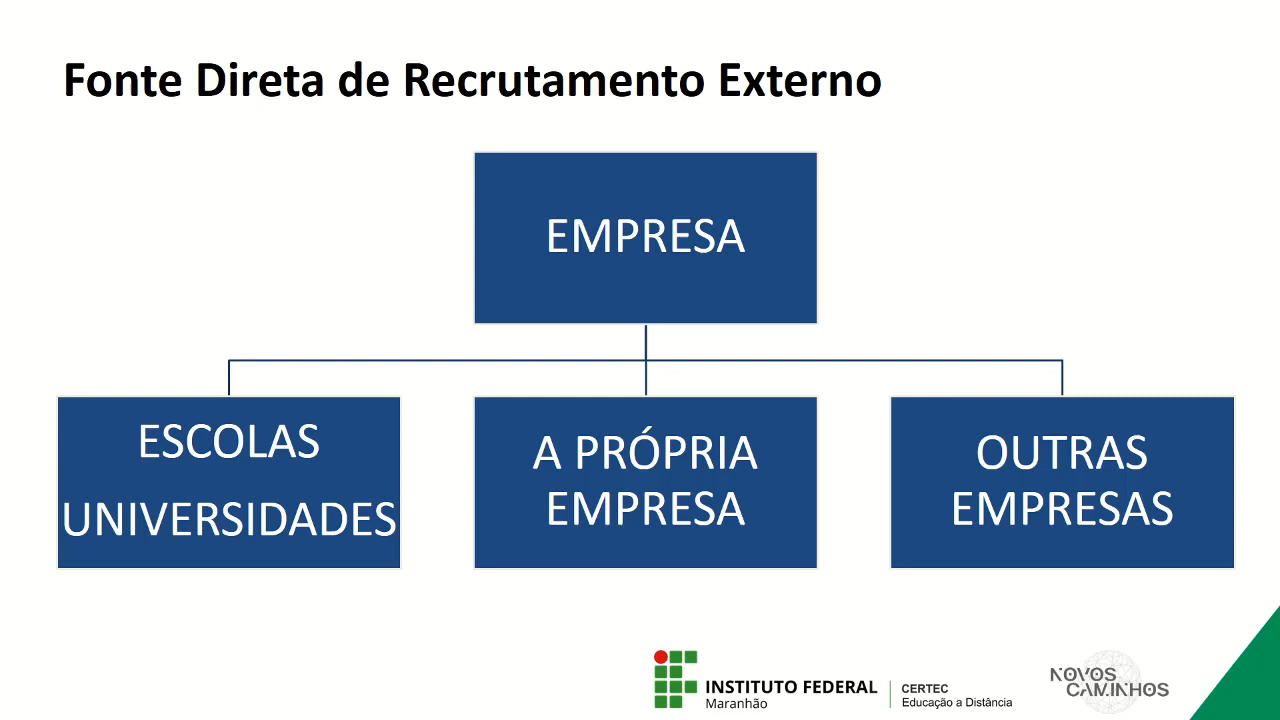 Fonte Direta de Recrutamento Externo
EMPRESA
ESCOLAS
UNIVERSIDADES
A PRÓPRIA
EMPRESA
OUTRAS
EMPRESAS
INSTITUTO FEDERAL
Maranhão
CERTEC
Educação a Distância
NOVOS
CAMINHOS